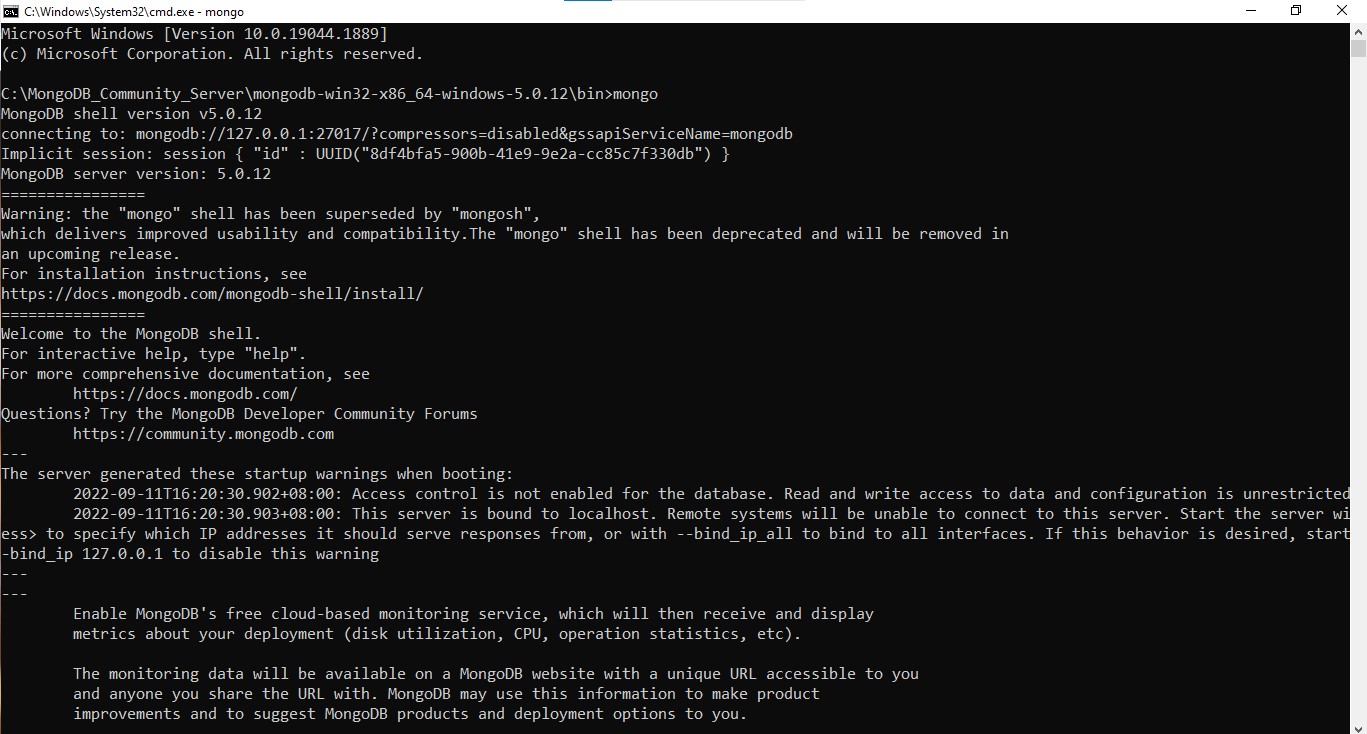 C:\Windows\System32\cmd.exe - mongo
Microsoft Windows [Version 10.0.19044.1889]
(c) Microsoft Corporation. All rights reserved.
C:\MongoDB_Community_Server\mongodb-win32-x86_64-windows-5.0.12\bin>mongo
MongoDB shell version v5.0.12
connecting to: mongodb://127.0.0.1:27017/?compressors=disabled&gssapiServiceName=mongodb
Implicit session: session { "id" : UUID("8df4bfa5-900b-41e9-9e2a-cc85c7f330db") }
MongoDB server version: 5.0.12
================
Warning: the "mongo" shell has been superseded by "mongosh",
which delivers improved usability and compatibility.The "mongo" shell has been deprecated and will be removed in
an upcoming release.
For installation instructions, see
https://docs.mongodb.com/mongodb-shell/install/
================
Welcome to the MongoDB shell.
For interactive help, type "help".
For more comprehensive documentation, see
https://docs.mongodb.com/
Questions? Try the MongoDB Developer Community Forums
https://community.mongodb.com
---
The server generated these startup warnings when booting:
2022-09-11T16:20:30.902+08:00: Access control is not enabled for the database. Read and write access to data and configuration is unrestricted
2022-09-11T16:20:30.903+08:00: This server is bound to localhost. Remote systems will be unable to connect to this server. Start the server wi
ess> to specify which IP addresses it should serve responses from, or with --bind_ip_all to bind to all interfaces. If this behavior is desired, start
-bind_ip 127.0.0.1 to disable this warning
---
---
Enable MongoDB's free cloud-based monitoring service, which will then receive and display
metrics about your deployment (disk utilization, CPU, operation statistics, etc).
The monitoring data will be available on a MongoDB website with a unique URL accessible to you
and anyone you share the URL with. MongoDB may use this information to make product
improvements and to suggest MongoDB products and deployment options to you.